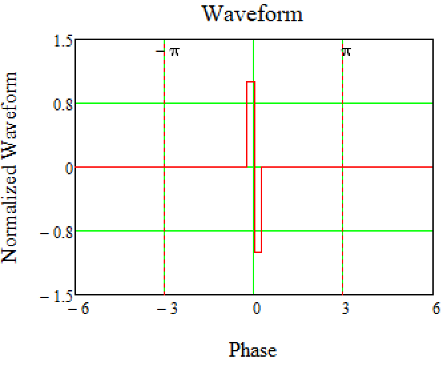 Waveform
Normalized Waveform
1.5
0.8
0
− 0.8
− 1.5
− π
π
− 6
− 3
0
3
6
Phase